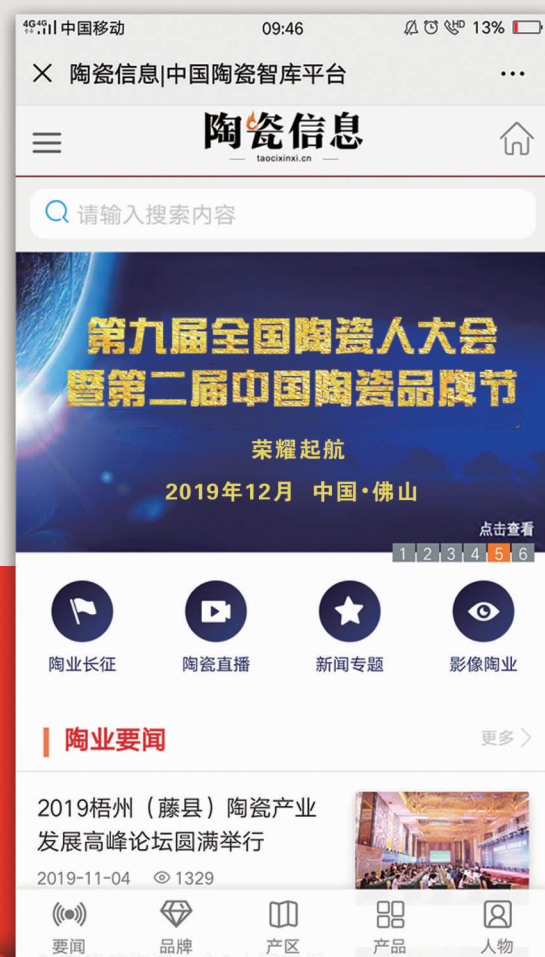 4G 4G 中国移动 09:46 HD 13%
陶瓷信息|中国陶瓷智库平台
陶瓷信息
taocixinxi.cn
请输入搜索内容
第九届全国陶瓷人大会
暨第二届中国陶瓷品牌节
荣耀起航
2019年12月 中国·佛山
点击查看
1 2 3 4 5 6
陶业长征 陶瓷直播 新闻专题 影像陶业
陶业要闻 更多
2019梧州（藤县）陶瓷产业
发展高峰论坛圆满举行
2019-11-04 1329
要闻 品牌 产区 产品 人物